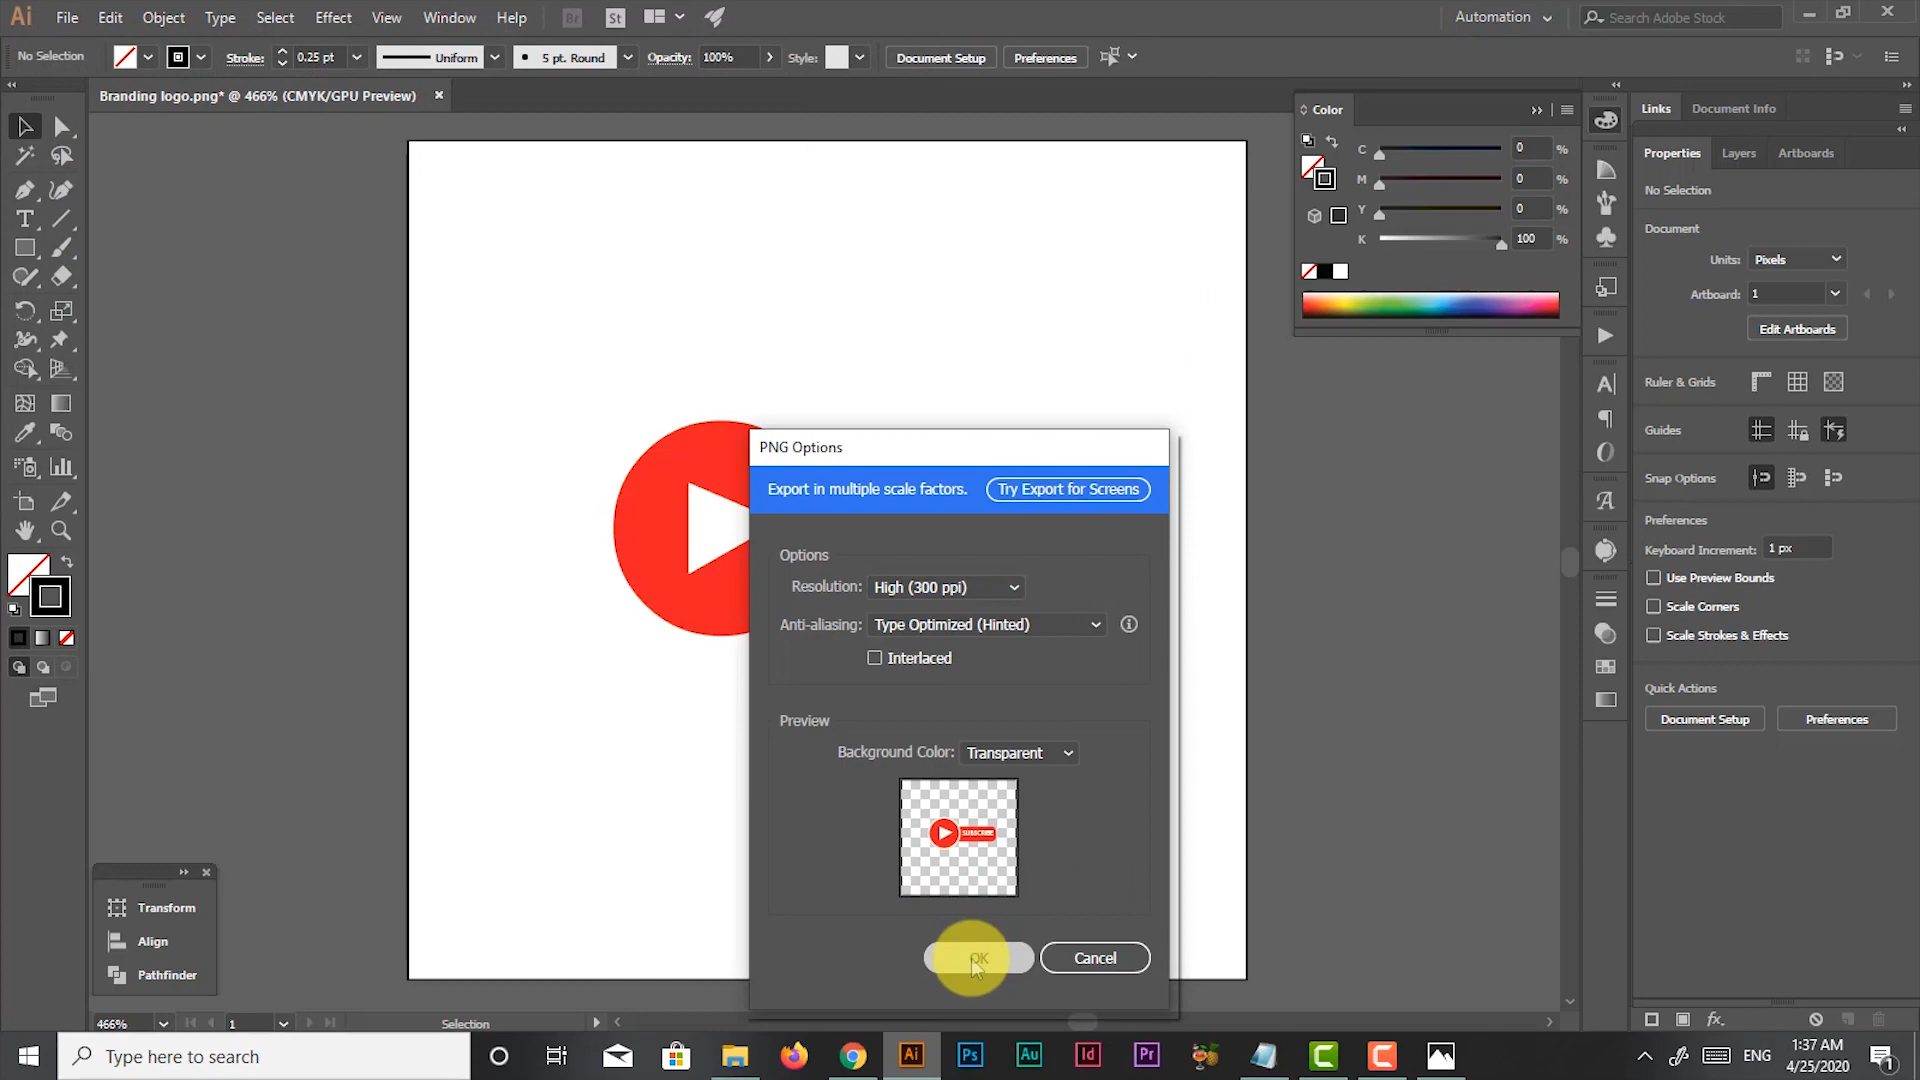 Ai File Edit Object Type Select Effect View Window Help Br St Automation Search Adobe Stock
No Selection Stroke: 0.25 pt Uniform 5 pt. Round Opacity: 100% Style: Document Setup Preferences
Branding logo.png* @ 466% (CMYK/GPU Preview)
Color
C 0 %
M 0 %
Y 0 %
K 100 %
Links Document Info
Properties Layers Artboards
No Selection
Document
Units: Pixels
Artboard: 1
Edit Artboards
Ruler & Grids
Guides
Snap Options
Preferences
Keyboard Increment: 1 px
Use Preview Bounds
Scale Corners
Scale Strokes & Effects
Quick Actions
Document Setup Preferences
PNG Options
Export in multiple scale factors. Try Export for Screens
Options
Resolution: High (300 ppi)
Anti-aliasing: Type Optimized (Hinted)
Interlaced
Preview
Background Color: Transparent
SUBSCRIBE
OK Cancel
Transform
Align
Pathfinder
466% 1 Selection
Type here to search
Ai Ps Au Id Pr
ENG
1:37 AM
4/25/2020
1